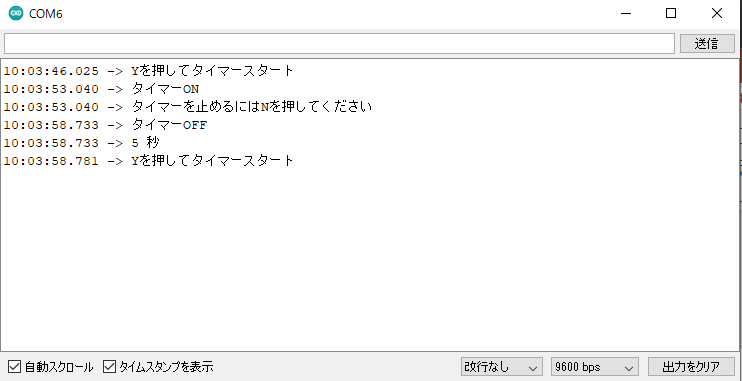 COM6
送信
10:03:46.025 -> Yを押してタイマースタート
10:03:53.040 -> タイマーON
10:03:53.040 -> タイマーを止めるにはNを押してください
10:03:58.733 -> タイマーOFF
10:03:58.733 -> 5 秒
10:03:58.781 -> Yを押してタイマースタート
自動スクロール タイムスタンプを表示 改行なし 9600 bps 出力をクリア